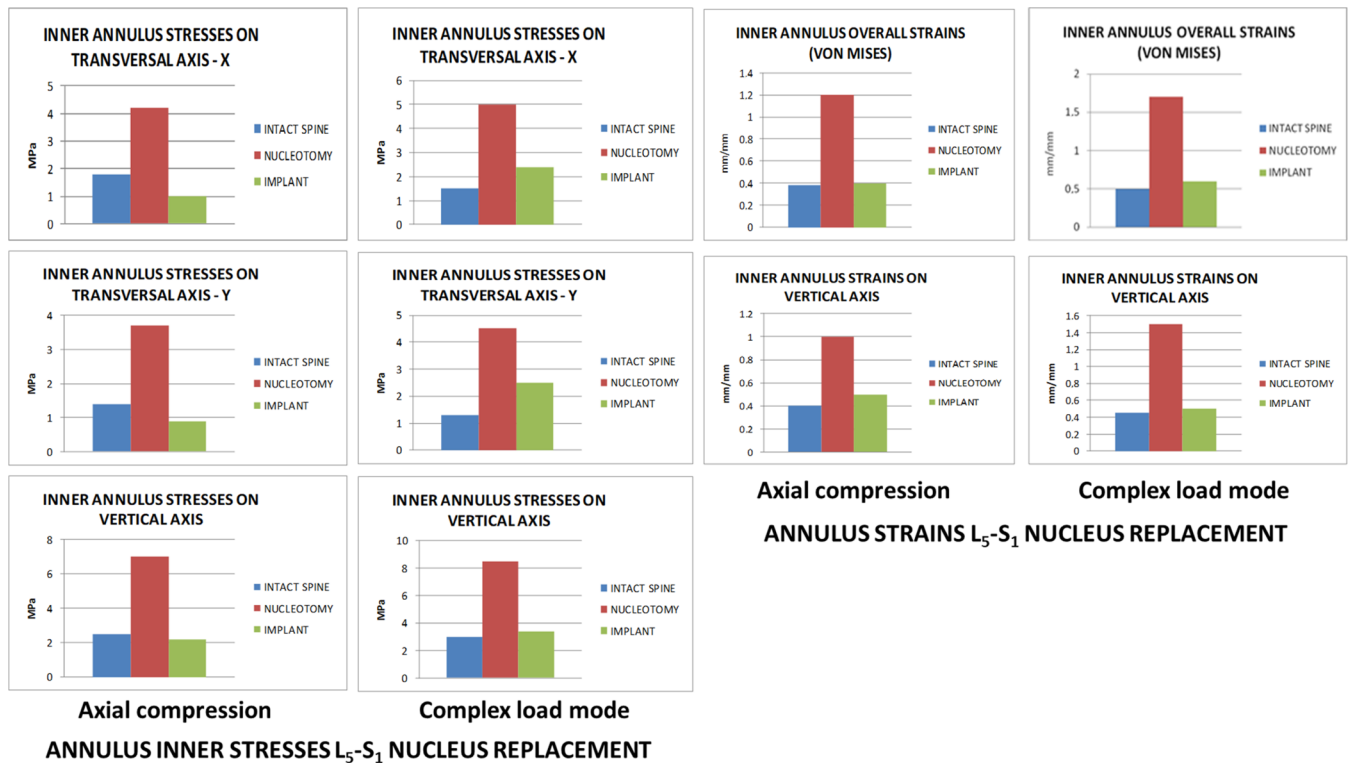 INNER ANNULUS STRESSES ON
TRANSVERSAL AXIS - X
5
4
3
2
1
0
MPa
INTACT SPINE
NUCLEOTOMY
IMPLANT
INNER ANNULUS STRESSES ON
TRANSVERSAL AXIS - X
6
5
4
3
2
1
0
MPa
INTACT SPINE
NUCLEOTOMY
IMPLANT
INNER ANNULUS OVERALL STRAINS
(VON MISES)
1.4
1.2
1
0.8
0.6
0.4
0.2
0
mm/mm
INTACT SPINE
NUCLEOTOMY
IMPLANT
INNER ANNULUS OVERALL STRAINS
(VON MISES)
2
1.5
1
0.5
0
mm/mm
INTACT SPINE
NUCLEOTOMY
IMPLANT
INNER ANNULUS STRESSES ON
TRANSVERSAL AXIS - Y
4
3
2
1
0
MPa
INTACT SPINE
NUCLEOTOMY
IMPLANT
INNER ANNULUS STRESSES ON
TRANSVERSAL AXIS - Y
5
4
3
2
1
0
MPa
INTACT SPINE
NUCLEOTOMY
IMPLANT
INNER ANNULUS STRAINS ON
VERTICAL AXIS
1.2
1
0.8
0.6
0.4
0.2
0
mm/mm
INTACT SPINE
NUCLEOTOMY
IMPLANT
INNER ANNULUS STRAINS ON
VERTICAL AXIS
1.6
1.4
1.2
1
0.8
0.6
0.4
0.2
0
mm/mm
INTACT SPINE
NUCLEOTOMY
IMPLANT
Axial compression
Complex load mode
ANNULUS STRAINS L5-S1 NUCLEUS REPLACEMENT
INNER ANNULUS STRESSES ON
VERTICAL AXIS
8
6
4
2
0
MPa
INTACT SPINE
NUCLEOTOMY
IMPLANT
INNER ANNULUS STRESSES ON
VERTICAL AXIS
10
8
6
4
2
0
MPa
INTACT SPINE
NUCLEOTOMY
IMPLANT
Axial compression
Complex load mode
ANNULUS INNER STRESSES L5-S1 NUCLEUS REPLACEMENT